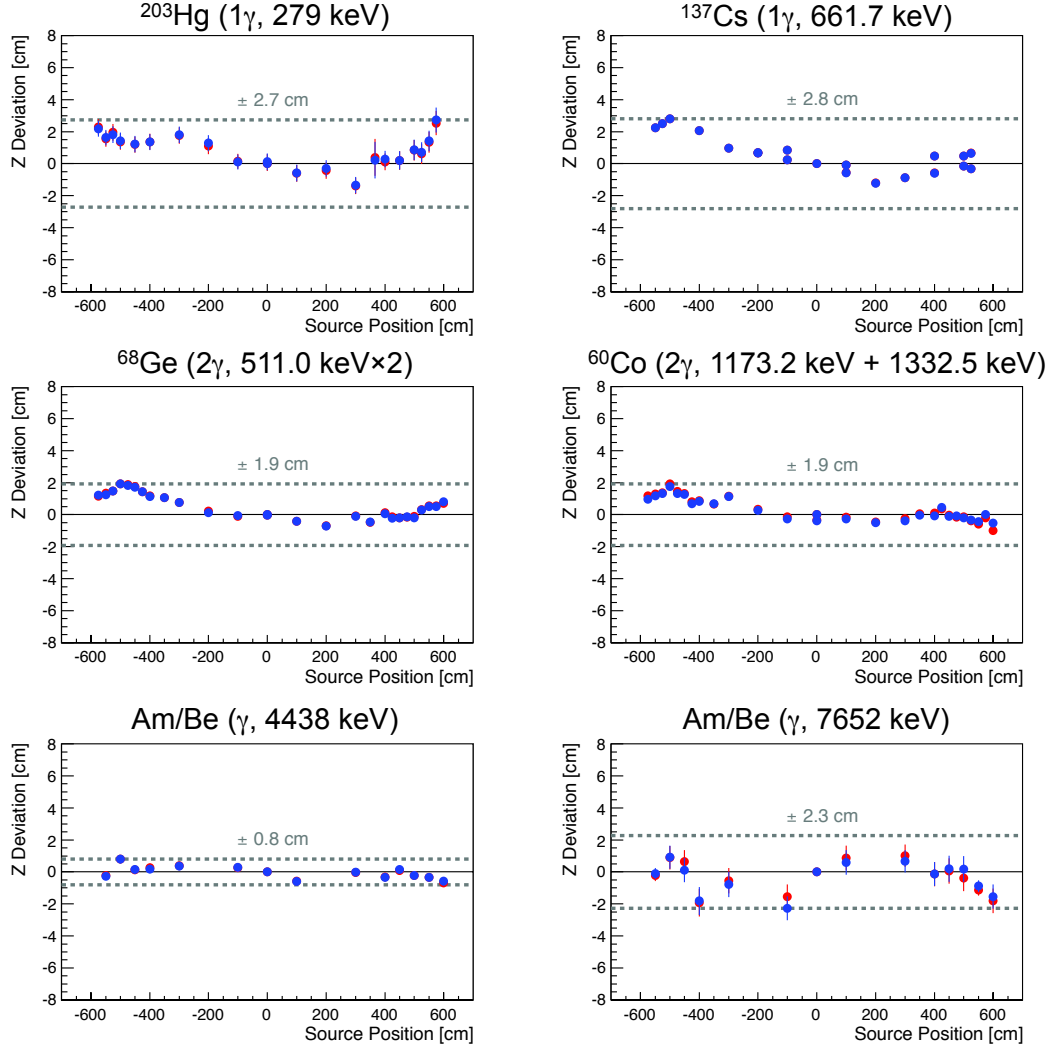 ²⁰³Hg (1γ, 279 keV)
Z Deviation [cm]
8
6
4
2
0
-2
-4
-6
-8
± 2.7 cm
-600 -400 -200 0 200 400 600
Source Position [cm]
¹³⁷Cs (1γ, 661.7 keV)
Z Deviation [cm]
8
6
4
2
0
-2
-4
-6
-8
± 2.8 cm
-600 -400 -200 0 200 400 600
Source Position [cm]
⁶⁸Ge (2γ, 511.0 keV×2)
Z Deviation [cm]
8
6
4
2
0
-2
-4
-6
-8
± 1.9 cm
-600 -400 -200 0 200 400 600
Source Position [cm]
⁶⁰Co (2γ, 1173.2 keV + 1332.5 keV)
Z Deviation [cm]
8
6
4
2
0
-2
-4
-6
-8
± 1.9 cm
-600 -400 -200 0 200 400 600
Source Position [cm]
Am/Be (γ, 4438 keV)
Z Deviation [cm]
8
6
4
2
0
-2
-4
-6
-8
± 0.8 cm
-600 -400 -200 0 200 400 600
Source Position [cm]
Am/Be (γ, 7652 keV)
Z Deviation [cm]
8
6
4
2
0
-2
-4
-6
-8
± 2.3 cm
-600 -400 -200 0 200 400 600
Source Position [cm]